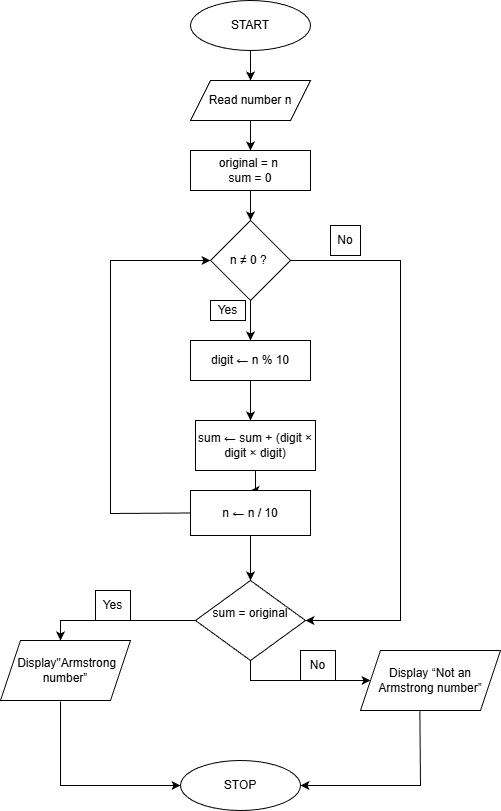 START
Read number n
original = n
sum = 0
n ≠ 0 ?
No
Yes
digit ← n % 10
sum ← sum + (digit ×
digit × digit)
n ← n / 10
sum = original
Yes
No
Display"Armstrong
number”
Display “Not an
Armstrong number”
STOP